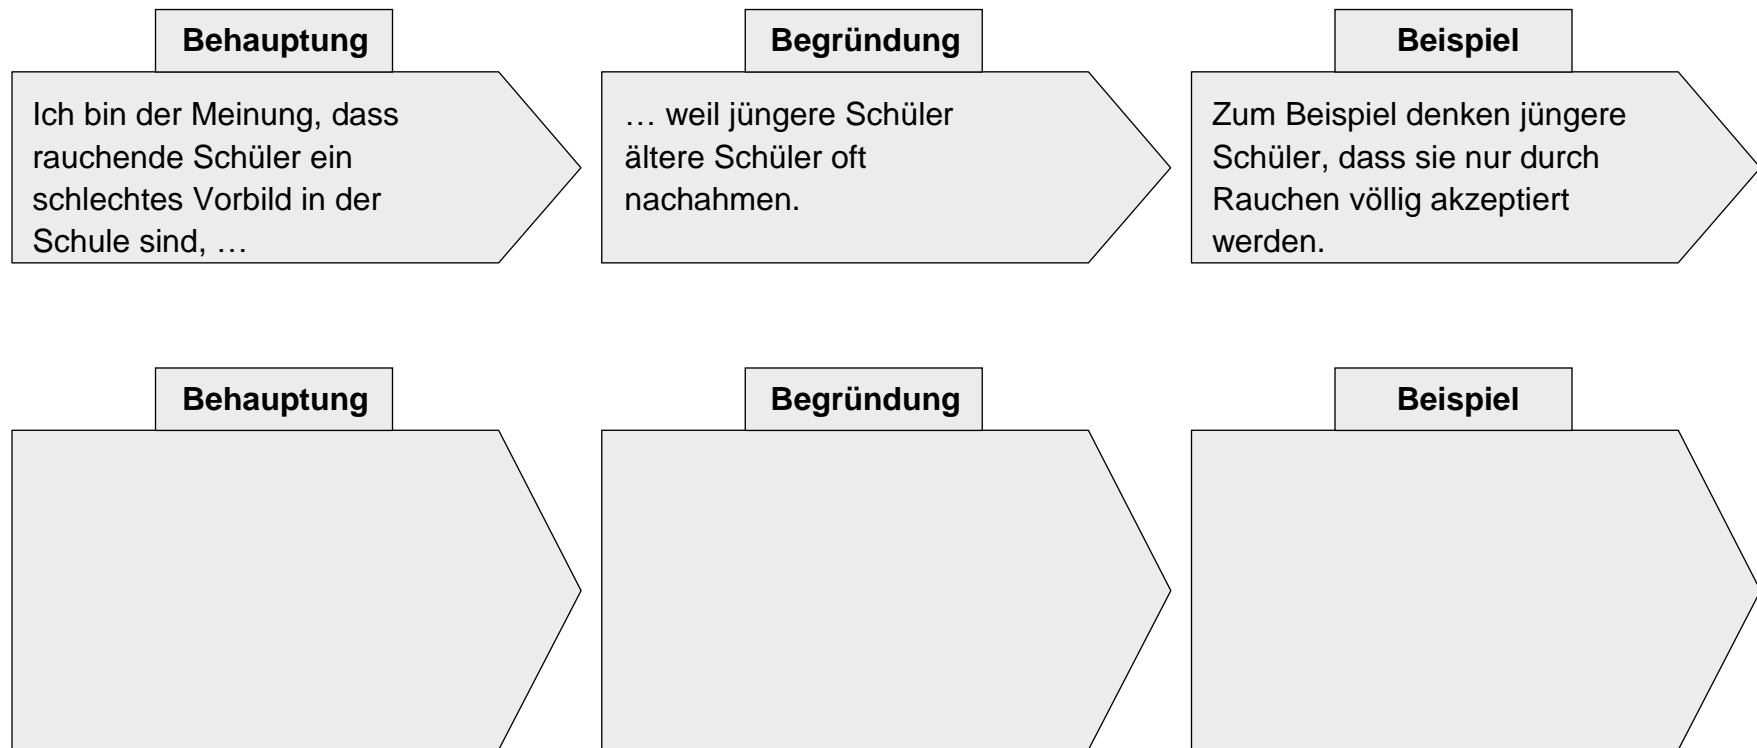 Behauptung
Begründung
Beispiel
Ich bin der Meinung, dass
rauchende Schüler ein
schlechtes Vorbild in der
Schule sind, …
… weil jüngere Schüler
ältere Schüler oft
nachahmen.
Zum Beispiel denken jüngere
Schüler, dass sie nur durch
Rauchen völlig akzeptiert
werden.
Behauptung
Begründung
Beispiel